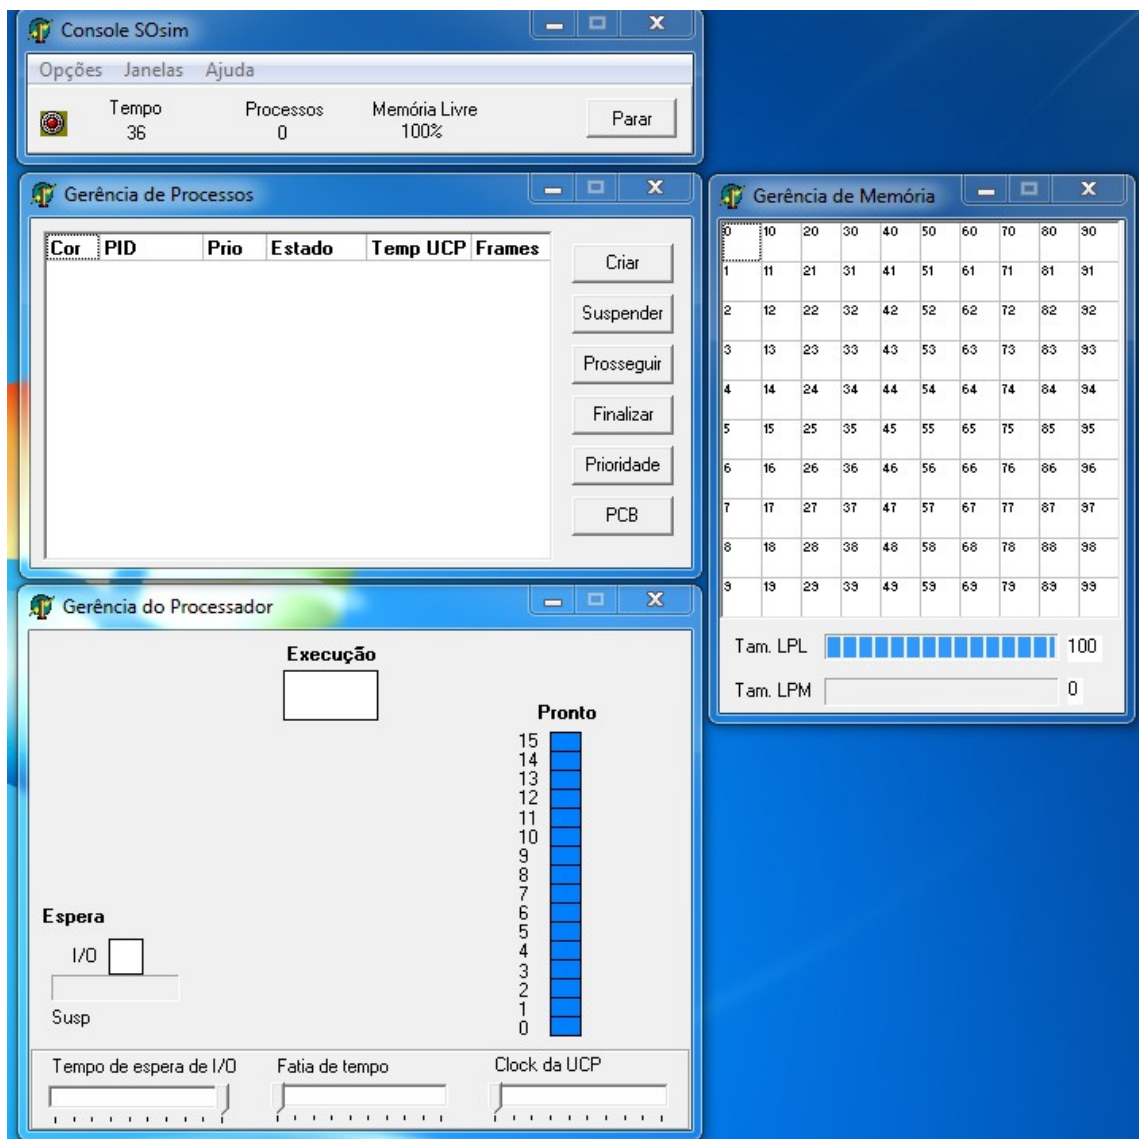 Console SOsim
Opções Janelas Ajuda
Tempo Processos Memória Livre
36 0 100% Parar
Gerência de Processos
Cor PID Prio Estado Temp UCP Frames
Criar
Suspender
Prosseguir
Finalizar
Prioridade
PCB
Gerência de Memória
0 10 20 30 40 50 60 70 80 90
1 11 21 31 41 51 61 71 81 91
2 12 22 32 42 52 62 72 82 92
3 13 23 33 43 53 63 73 83 93
4 14 24 34 44 54 64 74 84 94
5 15 25 35 45 55 65 75 85 95
6 16 26 36 46 56 66 76 86 96
7 17 27 37 47 57 67 77 87 97
8 18 28 38 48 58 68 78 88 98
9 19 29 39 49 59 69 79 89 99
Tam. LPL 100
Tam. LPM 0
Gerência do Processador
Execução
Pronto
15
14
13
12
11
10
9
8
7
6
5
4
3
2
1
0
Espera
I/O
Susp
Tempo de espera de I/O Fatia de tempo Clock da UCP